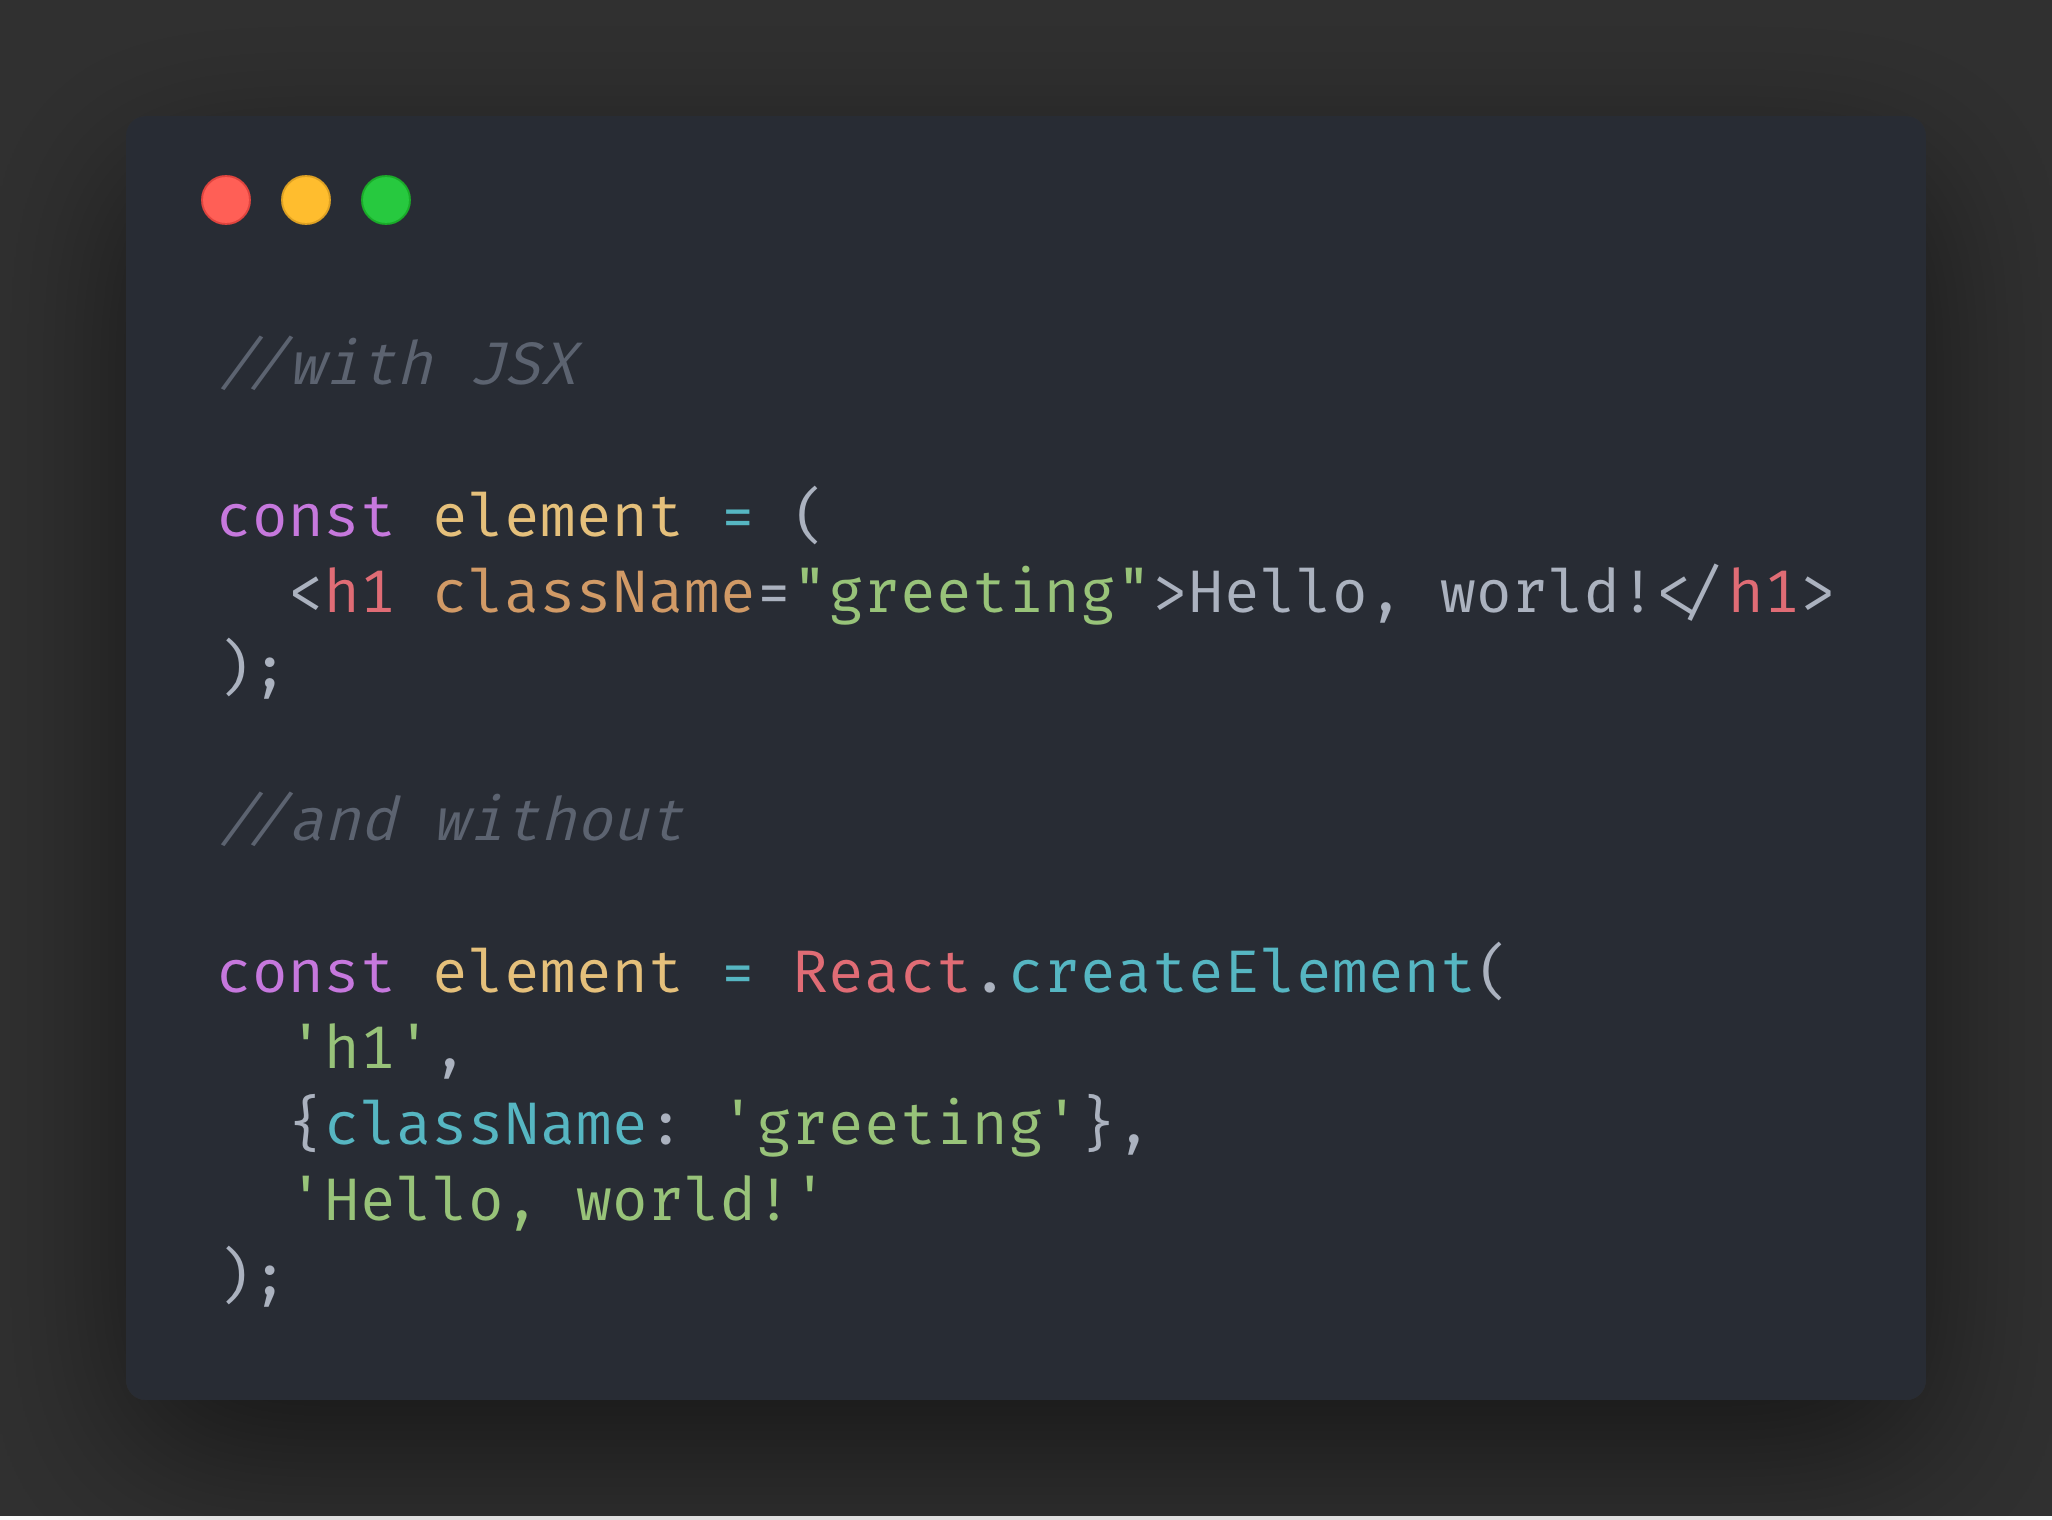 //with JSX
const element = (
  <h1 className="greeting">Hello, world!</h1>
);
//and without
const element = React.createElement(
  'h1',
  {className: 'greeting'},
  'Hello, world!'
);